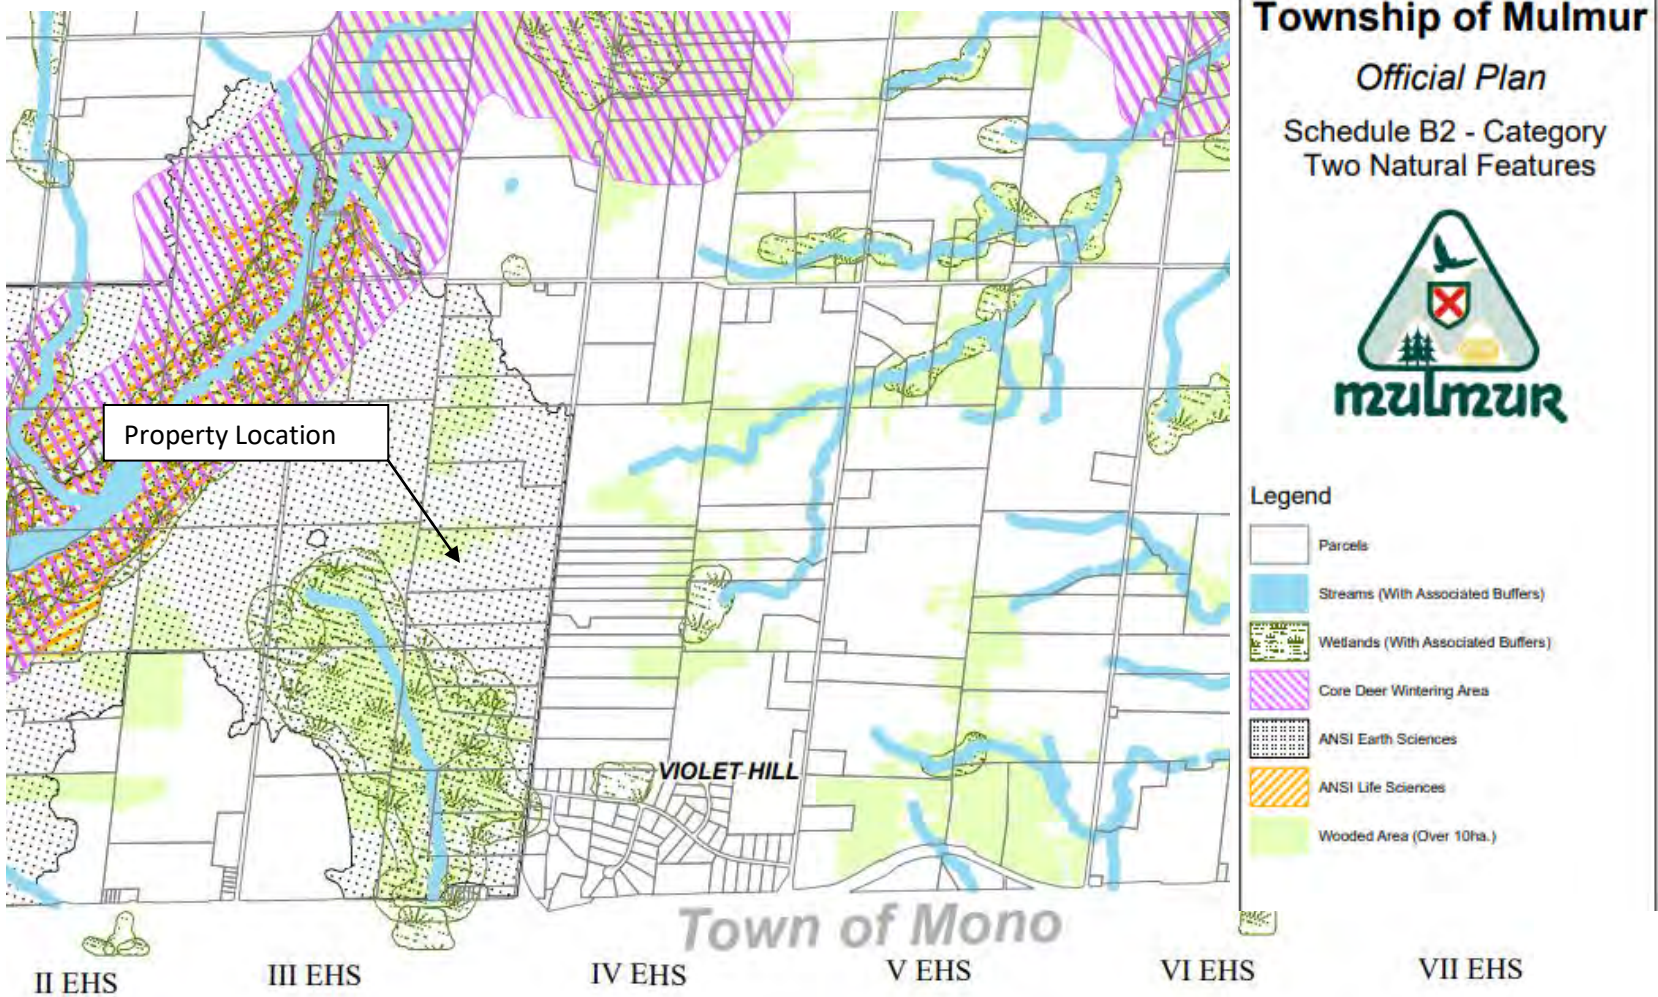 Township of Mulmur
Official Plan
Schedule B2 - Category
Two Natural Features
mulmur
Legend
Parcels
Streams (With Associated Buffers)
Wetlands (With Associated Buffers)
Core Deer Wintering Area
ANSI Earth Sciences
ANSI Life Sciences
Wooded Area (Over 10ha.)
Property Location
VIOLET HILL
Town of Mono
II EHS
III EHS
IV EHS
V EHS
VI EHS
VII EHS